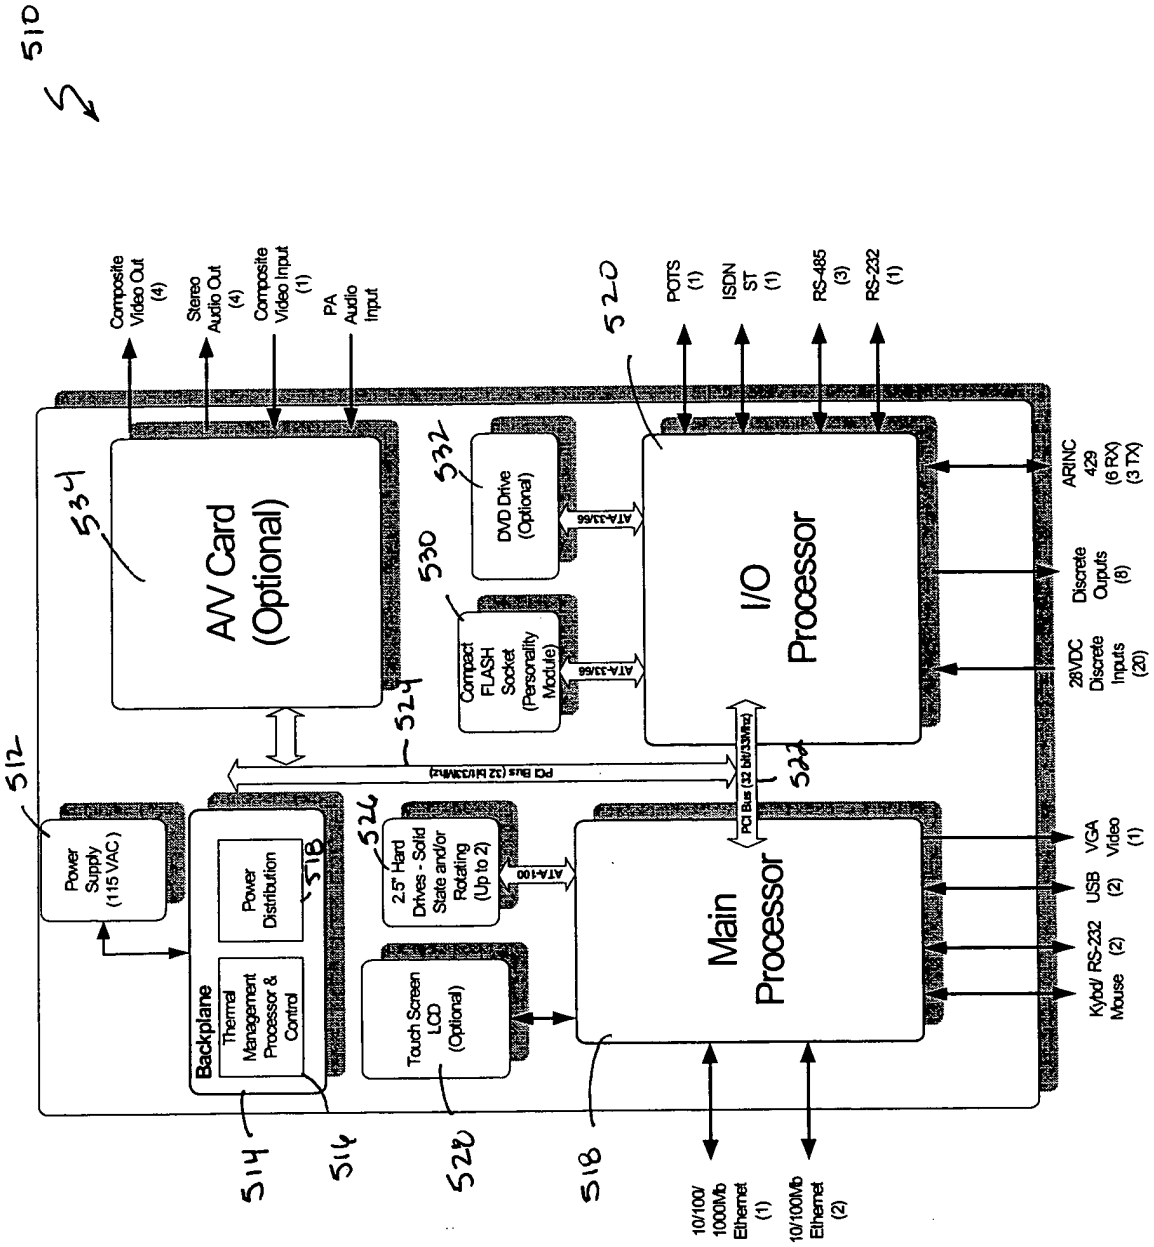 510
512
Power
Supply
(115 VAC)
534
A/V Card
(Optional)
Composite
Video Out
(4)
Stereo
Audio Out
(4)
Composite
Video Input
(1)
PA
Audio
Input
Backplane
Thermal
Management
Processor &
Control
Power
Distribution
518
514
516
524
PCI Bus (32 bit/33Mhz)
526
2.5" Hard
Drives - Solid
State and/or
Rotating
(Up to 2)
ATA-100
Touch Screen
LCD
(Optional)
528
530
Compact
FLASH
Socket
(Personality
Module)
ATA-33/66
532
DVD Drive
(Optional)
ATA-33/66
520
518
Main
Processor
PCI Bus (32 bit/33Mhz)
522
I/O
Processor
POTS
(1)
ISDN
ST
(1)
RS-485
(3)
RS-232
(1)
10/100/
1000Mb
Ethernet
(1)
10/100Mb
Ethernet
(2)
Kybd/
Mouse
RS-232
(2)
USB
(2)
VGA
Video
(1)
28VDC
Discrete
Inputs
(20)
Discrete
Ouputs
(8)
ARINC
429
(6 RX)
(3 TX)